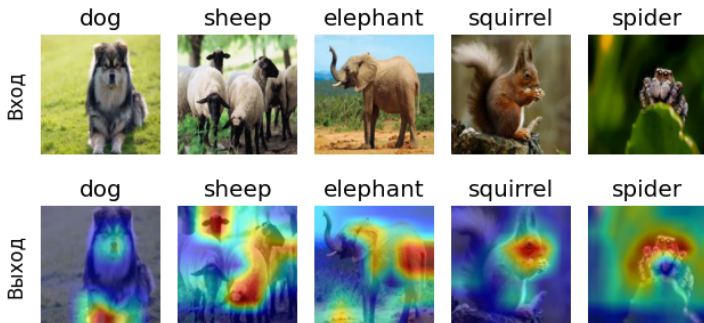 dog sheep elephant squirrel spider
Вход
dog sheep elephant squirrel spider
Выход